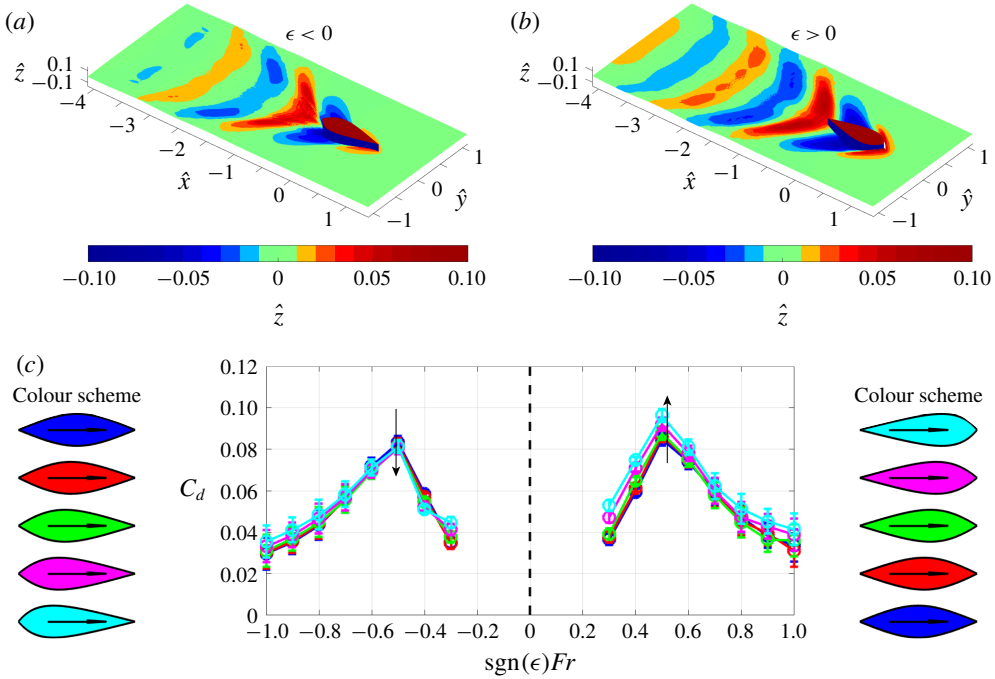 (a)
ϵ < 0
ẑ
0.1
−0.1
−4
−3
−2
−1
0
1
x̂
−1
0
1
ŷ
−0.10
−0.05
0
0.05
0.10
ẑ
(b)
ϵ > 0
ẑ
0.1
−0.1
−4
−3
−2
−1
0
1
x̂
−1
0
1
ŷ
−0.10
−0.05
0
0.05
0.10
ẑ
(c)
Colour scheme
C_d
0.12
0.10
0.08
0.06
0.04
0.02
0
−1.0
−0.8
−0.6
−0.4
−0.2
0
0.2
0.4
0.6
0.8
1.0
sgn(ϵ)Fr
Colour scheme